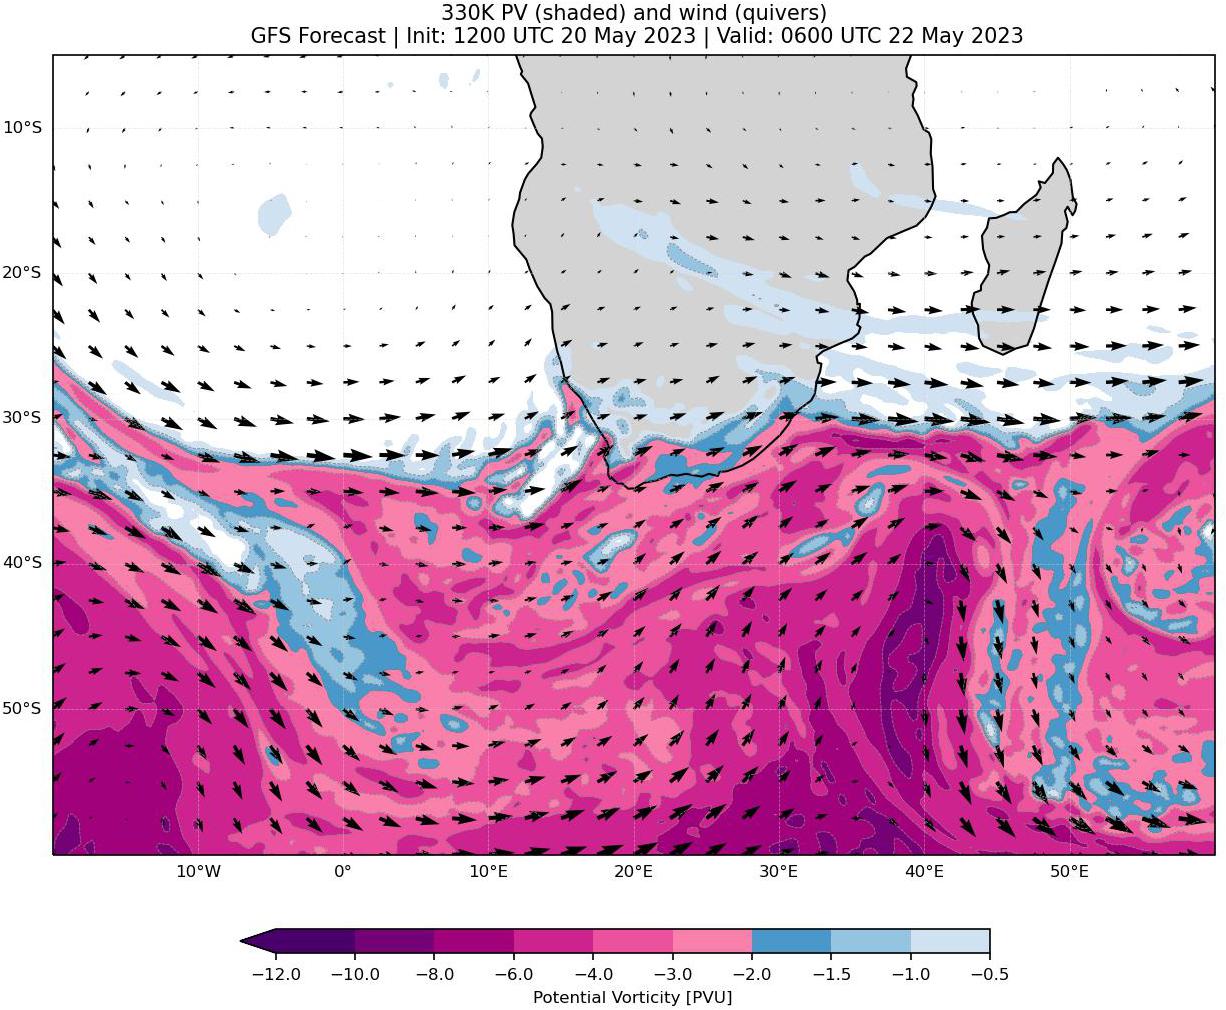 330K PV (shaded) and wind (quivers)
GFS Forecast | Init: 1200 UTC 20 May 2023 | Valid: 0600 UTC 22 May 2023
10°S
20°S
30°S
40°S
50°S
10°W 0° 10°E 20°E 30°E 40°E 50°E
−12.0 −10.0 −8.0 −6.0 −4.0 −3.0 −2.0 −1.5 −1.0 −0.5
Potential Vorticity [PVU]